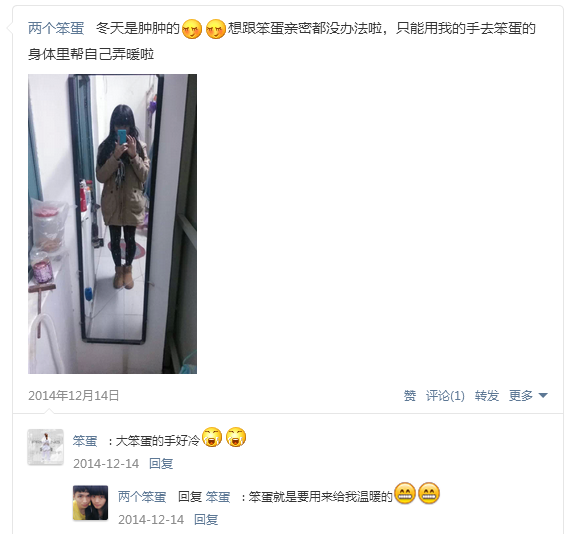 两个笨蛋 冬天是肿肿的想跟笨蛋亲密都没办法啦，只能用我的手去笨蛋的
身体里帮自己弄暖啦
2014年12月14日 赞 评论(1) 转发 更多
笨蛋 : 大笨蛋的手好冷
2014-12-14 回复
两个笨蛋 回复 笨蛋 : 笨蛋就是要用来给我温暖的
2014-12-14 回复